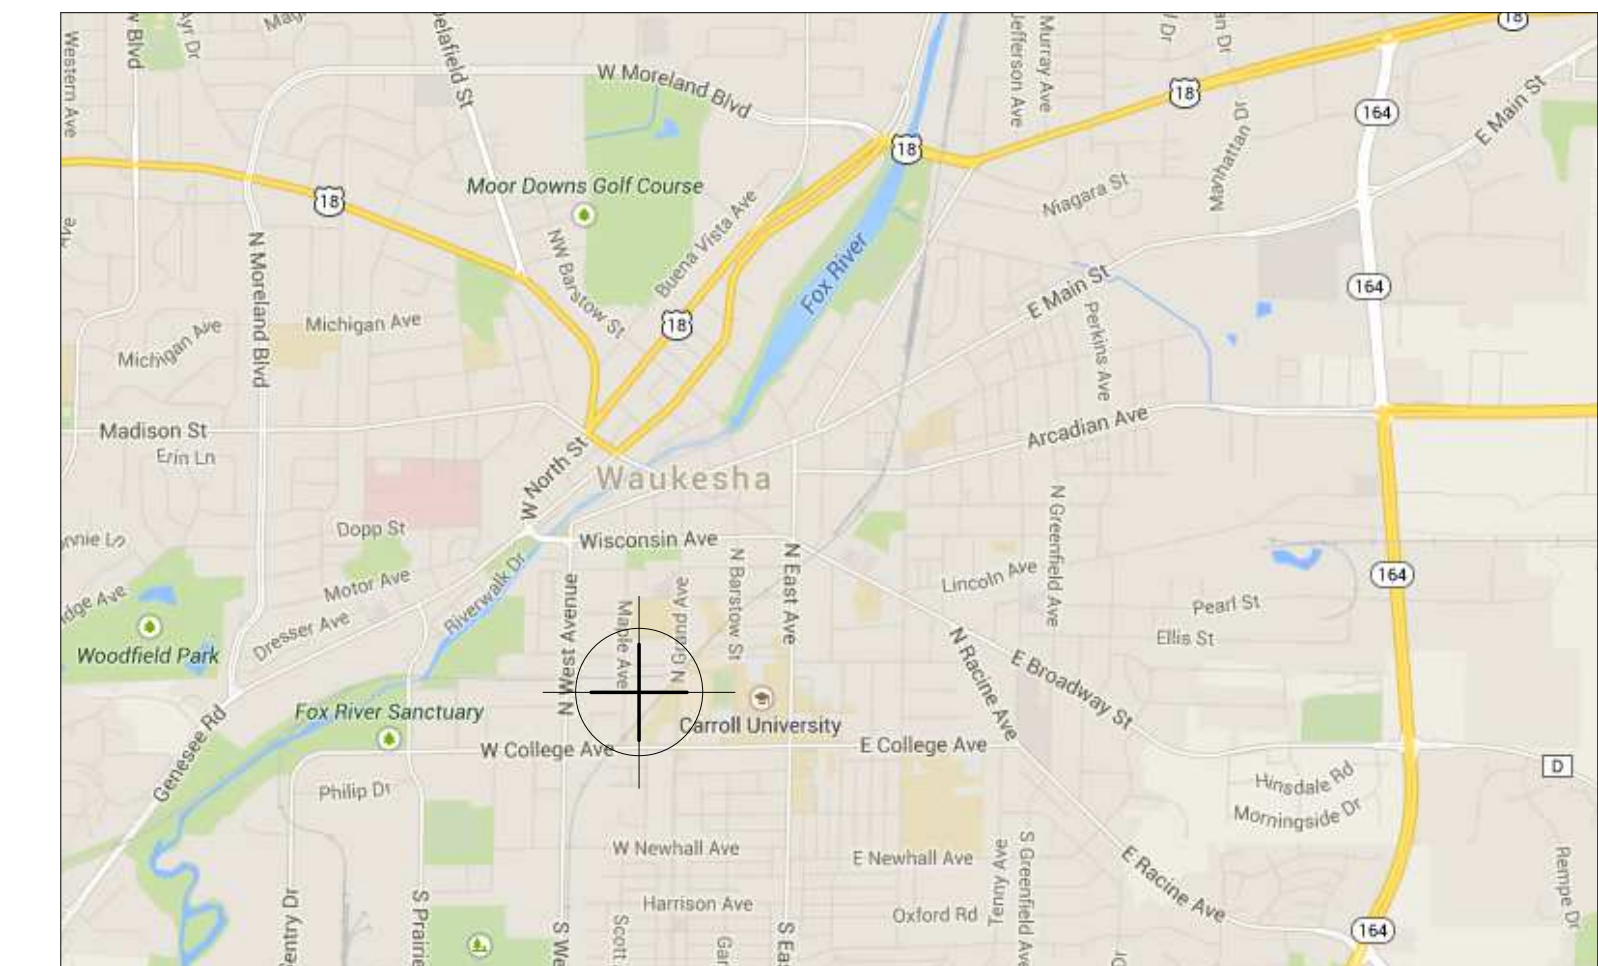 Delafield St
18
Jefferson Ave
Murray Ave
W Moreland Blvd
Western Ave
18
164
E Main St
Manhattan Dr
18
Moor Downs Golf Course
Niagara St
18
Buena Vista Ave
NW Barstow St
Fox River
N Moreland Blvd
E Main St
164
18
Michigan Ave
Michigan Ave
Perkins Ave
Madison St
Erin Ln
Arcadian Ave
W North St
Waukesha
Dopp St
Wisconsin Ave
N Greenfield Ave
N East Ave
N Barstow St
Motor Ave
Riverwalk Dr
Lincoln Ave
164
Pearl St
Ellis St
Dresser Ave
Woodfield Park
N West Avenue
Maple Ave
N Grand Ave
N Racine Ave
E Broadway St
Fox River Sanctuary
Carroll University
Genesee Rd
W College Ave
E College Ave
D
Hinsdale Rd
Morningside Dr
Philip Dr
W Newhall Ave
E Newhall Ave
E Racine Ave
Tenny Ave
S Greenfield Ave
Rempe Dr
Harrison Ave
Oxford Rd
S Prairie
Scott
164